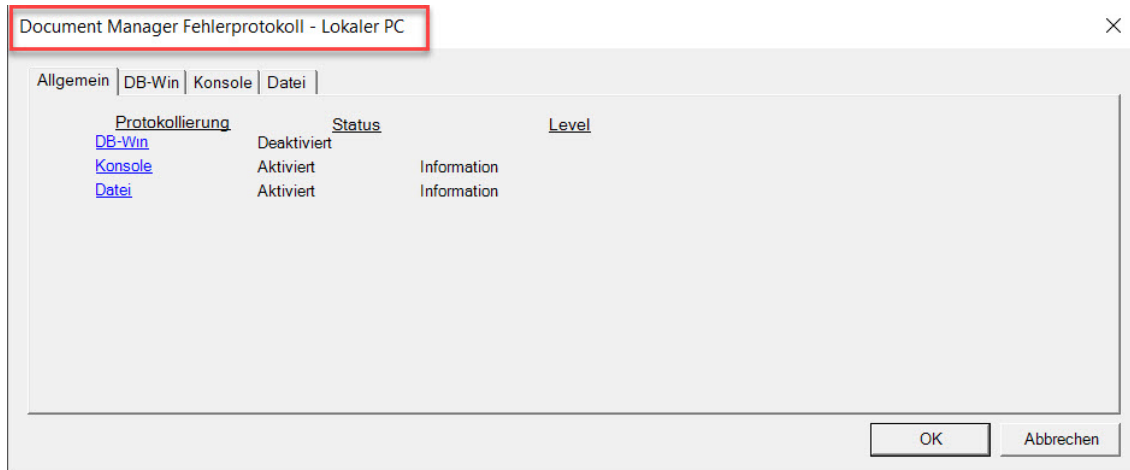 Document Manager Fehlerprotokoll - Lokaler PC
Allgemein DB-Win Konsole Datei
Protokollierung Status Level
DB-Win Deaktiviert
Konsole Aktiviert Information
Datei Aktiviert Information
OK Abbrechen